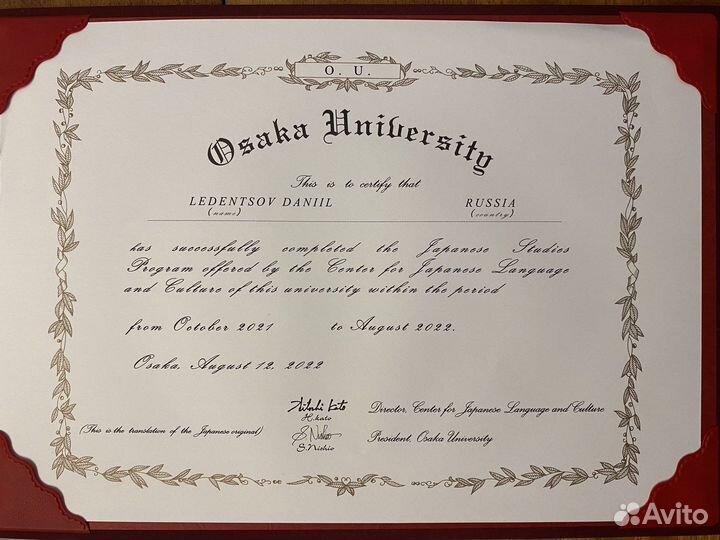 O. U.
Osaka University
This is to certify that
LEDENTSOV DANIIL RUSSIA
(name) (country)
has successfully completed the Japanese Studies
Program offered by the Center for Japanese Language
and Culture of this university within the period
from October 2021 to August 2022.
Osaka, August 12, 2022
Hitoshi Kato Director, Center for Japanese Language and Culture
H.Kato
(This is the translation of the Japanese original) S. Nishio President, Osaka University
S.Nishio
Avito